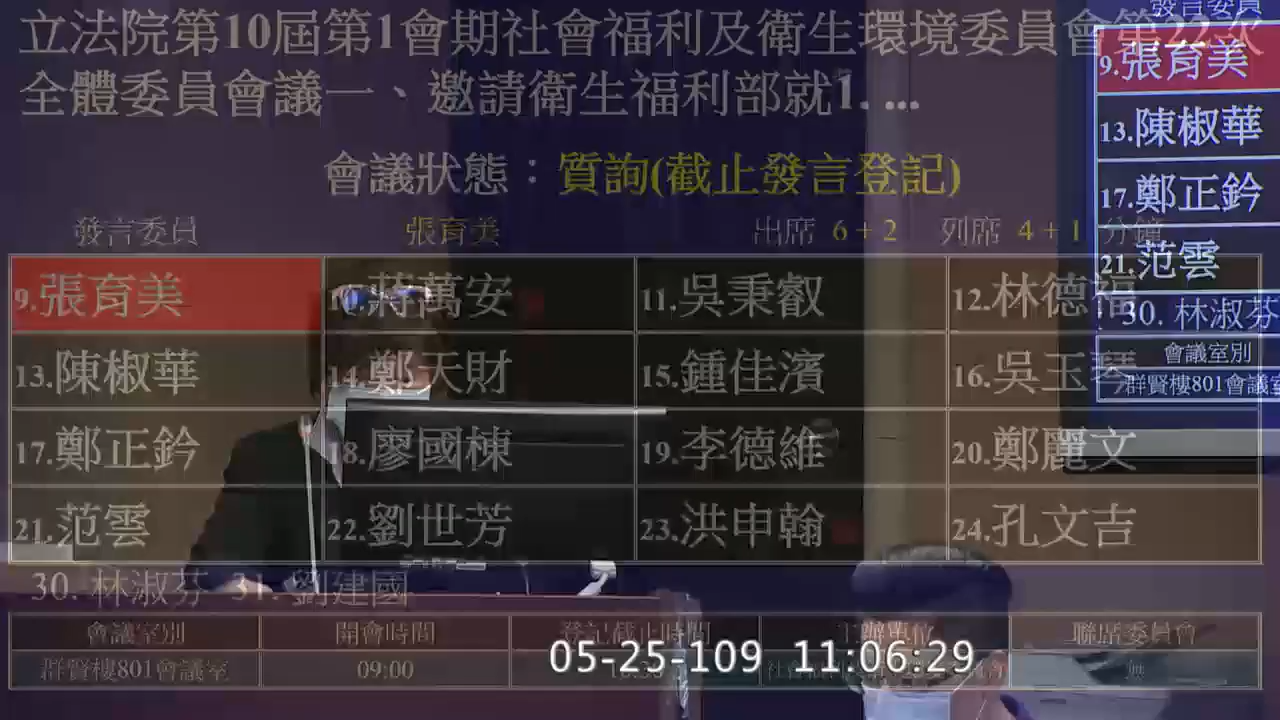 立法院第10屆第1會期社會福利及衛生環境委員會第22次
全體委員會議一、邀請衛生福利部就1. ...
會議狀態：質詢(截止發言登記)
發言委員 張育美 出席 6 + 2 列席 4 + 1 分鐘
9.張育美 10.蔣萬安 11.吳秉叡 12.林德福
13.陳椒華 14.鄭天財 15.鍾佳濱 16.吳玉琴
17.鄭正鈐 18.廖國棟 19.李德維 20.鄭麗文
21.范雲 22.劉世芳 23.洪申翰 24.孔文吉
30. 林淑芬 31. 劉建國
會議室別 開會時間 登記截止時間 主辦單位 聯席委員會
群賢樓801會議室 09:00 無
05-25-109 11:06:29
發言委員
9.張育美
13.陳椒華
17.鄭正鈐
21.范雲
30. 林淑芬
會議室別
群賢樓801會議室